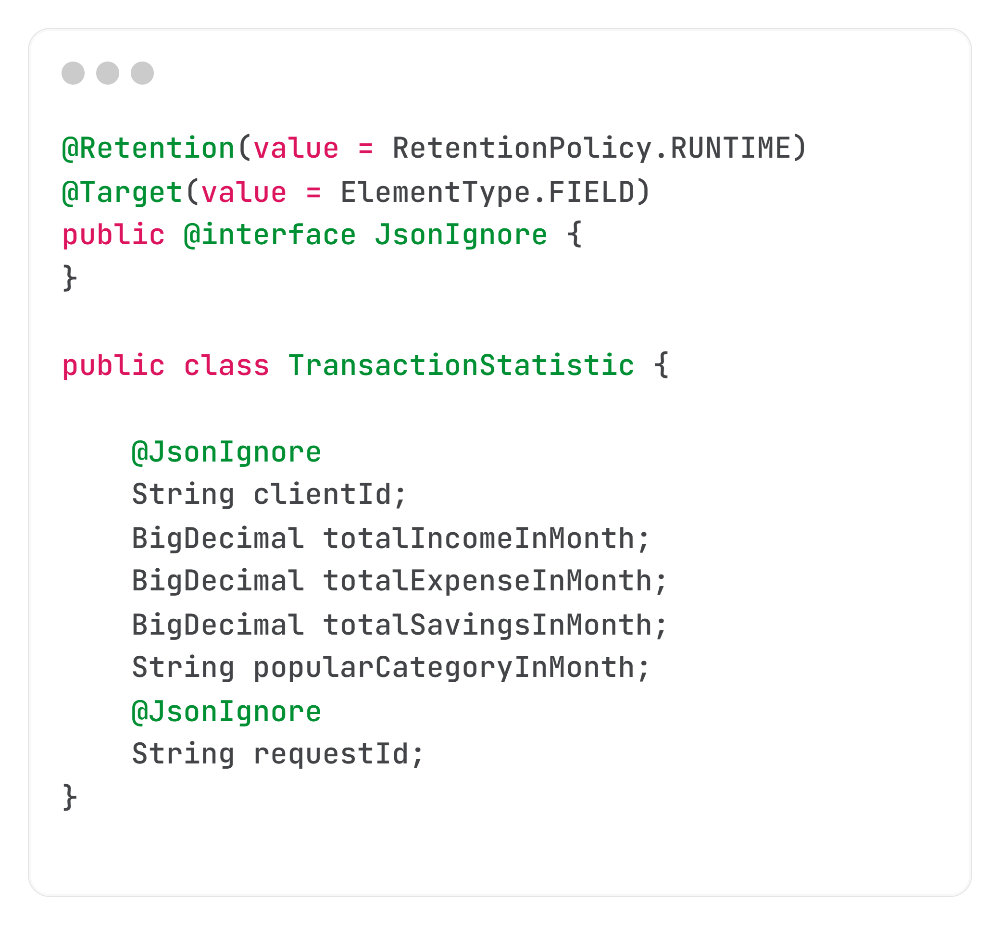 @Retention(value = RetentionPolicy.RUNTIME)
@Target(value = ElementType.FIELD)
public @interface JsonIgnore {
}
public class TransactionStatistic {
@JsonIgnore
String clientId;
BigDecimal totalIncomeInMonth;
BigDecimal totalExpenseInMonth;
BigDecimal totalSavingsInMonth;
String popularCategoryInMonth;
@JsonIgnore
String requestId;
}